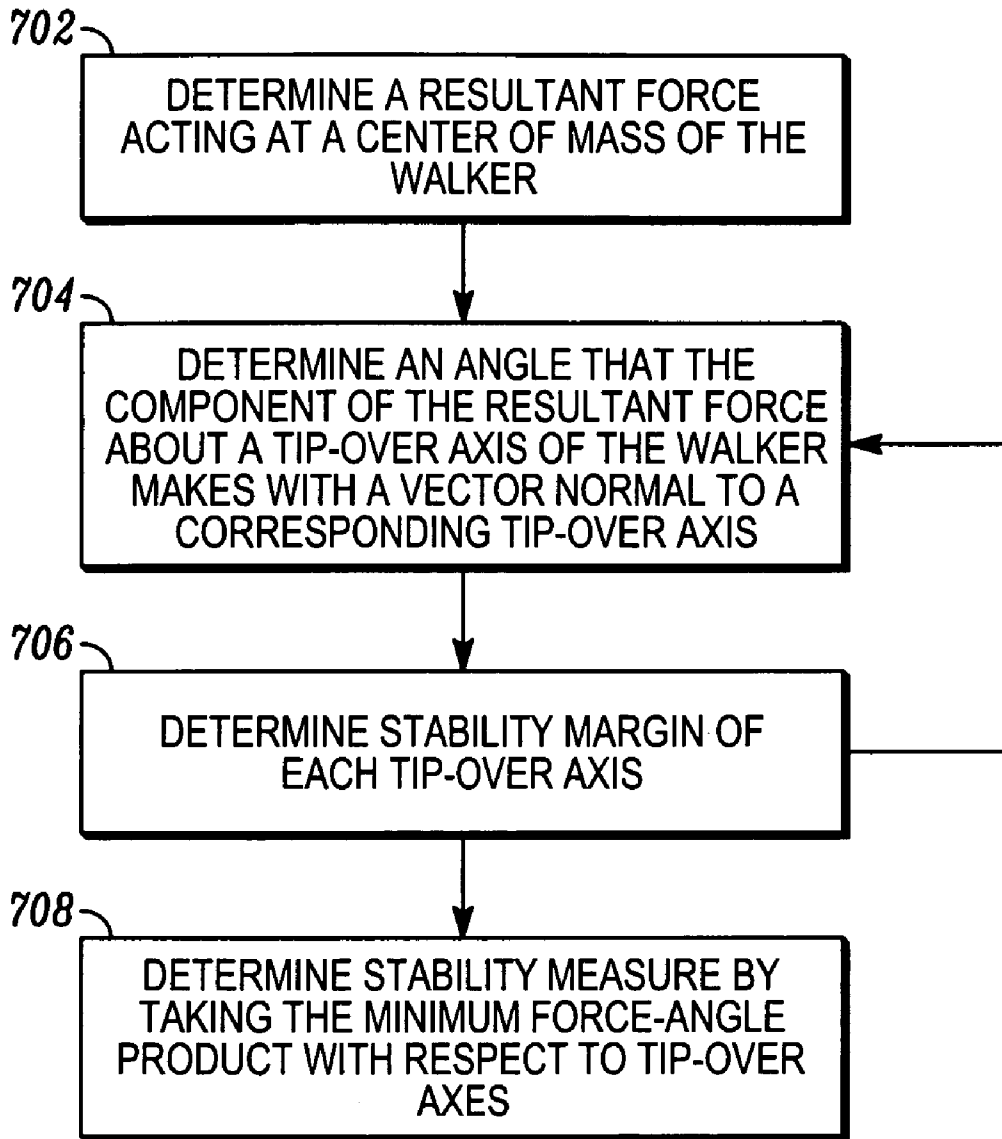 702
DETERMINE A RESULTANT FORCE
ACTING AT A CENTER OF MASS OF THE
WALKER
704
DETERMINE AN ANGLE THAT THE
COMPONENT OF THE RESULTANT FORCE
ABOUT A TIP-OVER AXIS OF THE WALKER
MAKES WITH A VECTOR NORMAL TO A
CORRESPONDING TIP-OVER AXIS
706
DETERMINE STABILITY MARGIN OF
EACH TIP-OVER AXIS
708
DETERMINE STABILITY MEASURE BY
TAKING THE MINIMUM FORCE-ANGLE
PRODUCT WITH RESPECT TO TIP-OVER
AXES